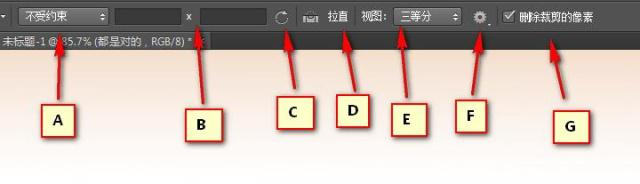 不受约束 x 拉直 视图: 三等分 删除裁剪的像素
未标题-1 @ 35.7% (都是对的, RGB/8) * ×
A B C D E F G